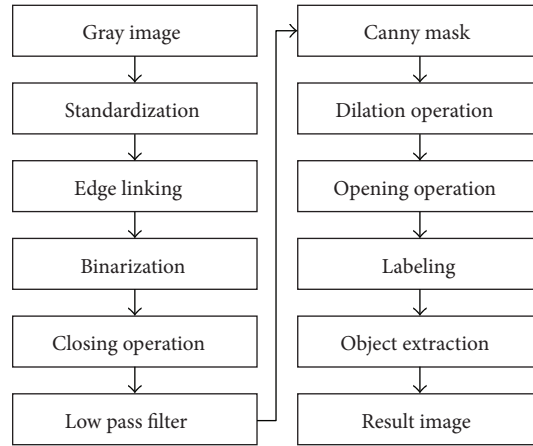 Gray image
Standardization
Edge linking
Binarization
Closing operation
Low pass filter
Canny mask
Dilation operation
Opening operation
Labeling
Object extraction
Result image